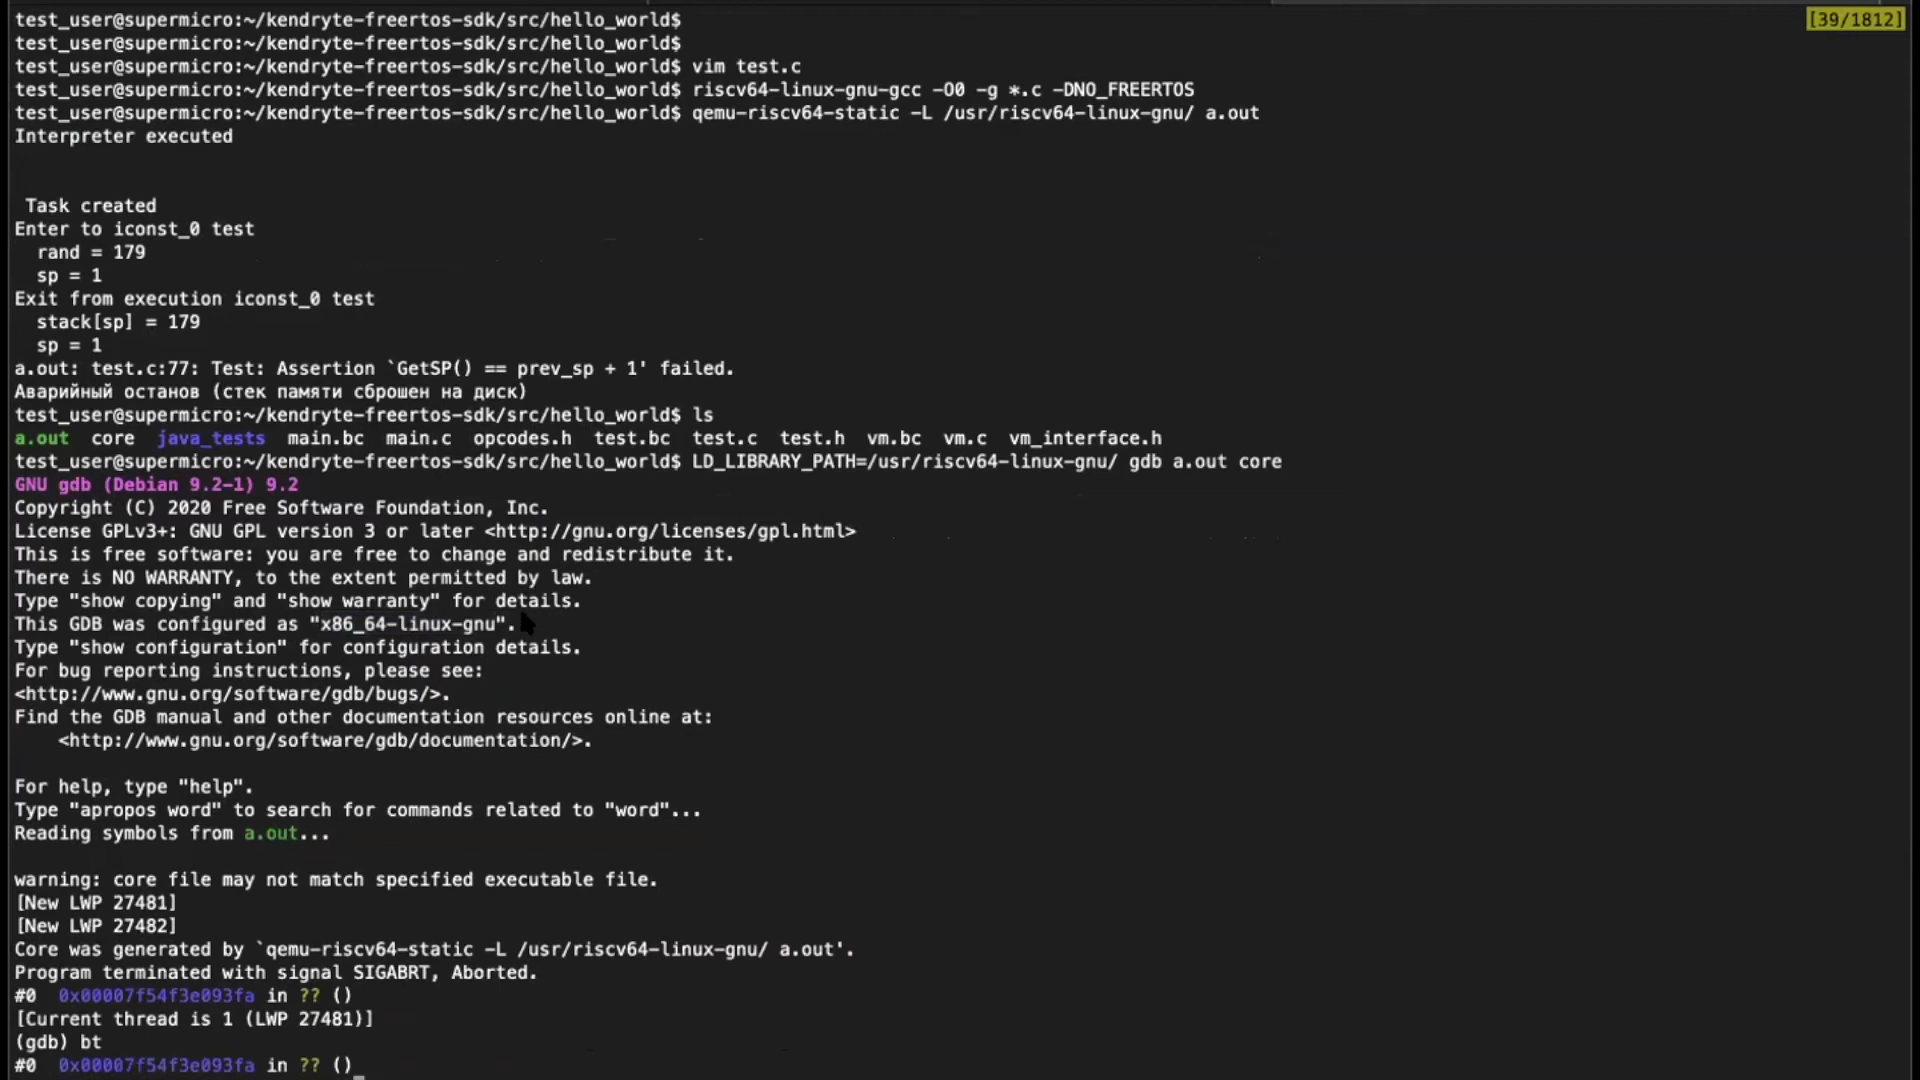 test_user@supermicro:~/kendryte-freertos-sdk/src/hello_world$
[39/1812]
test_user@supermicro:~/kendryte-freertos-sdk/src/hello_world$
test_user@supermicro:~/kendryte-freertos-sdk/src/hello_world$ vim test.c
test_user@supermicro:~/kendryte-freertos-sdk/src/hello_world$ riscv64-linux-gnu-gcc -O0 -g *.c -DNO_FREERTOS
test_user@supermicro:~/kendryte-freertos-sdk/src/hello_world$ qemu-riscv64-static -L /usr/riscv64-linux-gnu/ a.out
Interpreter executed
 Task created
Enter to iconst_0 test
  rand = 179
  sp = 1
Exit from execution iconst_0 test
  stack[sp] = 179
  sp = 1
a.out: test.c:77: Test: Assertion `GetSP() == prev_sp + 1' failed.
Аварийный останов (стек памяти сброшен на диск)
test_user@supermicro:~/kendryte-freertos-sdk/src/hello_world$ ls
a.out  core  java_tests  main.bc  main.c  opcodes.h  test.bc  test.c  test.h  vm.bc  vm.c  vm_interface.h
test_user@supermicro:~/kendryte-freertos-sdk/src/hello_world$ LD_LIBRARY_PATH=/usr/riscv64-linux-gnu/ gdb a.out core
GNU gdb (Debian 9.2-1) 9.2
Copyright (C) 2020 Free Software Foundation, Inc.
License GPLv3+: GNU GPL version 3 or later <http://gnu.org/licenses/gpl.html>
This is free software: you are free to change and redistribute it.
There is NO WARRANTY, to the extent permitted by law.
Type "show copying" and "show warranty" for details.
This GDB was configured as "x86_64-linux-gnu".
Type "show configuration" for configuration details.
For bug reporting instructions, please see:
<http://www.gnu.org/software/gdb/bugs/>.
Find the GDB manual and other documentation resources online at:
    <http://www.gnu.org/software/gdb/documentation/>.
For help, type "help".
Type "apropos word" to search for commands related to "word"...
Reading symbols from a.out...
warning: core file may not match specified executable file.
[New LWP 27481]
[New LWP 27482]
Core was generated by `qemu-riscv64-static -L /usr/riscv64-linux-gnu/ a.out'.
Program terminated with signal SIGABRT, Aborted.
#0  0x00007f54f3e093fa in ?? ()
[Current thread is 1 (LWP 27481)]
(gdb) bt
#0  0x00007f54f3e093fa in ?? ()